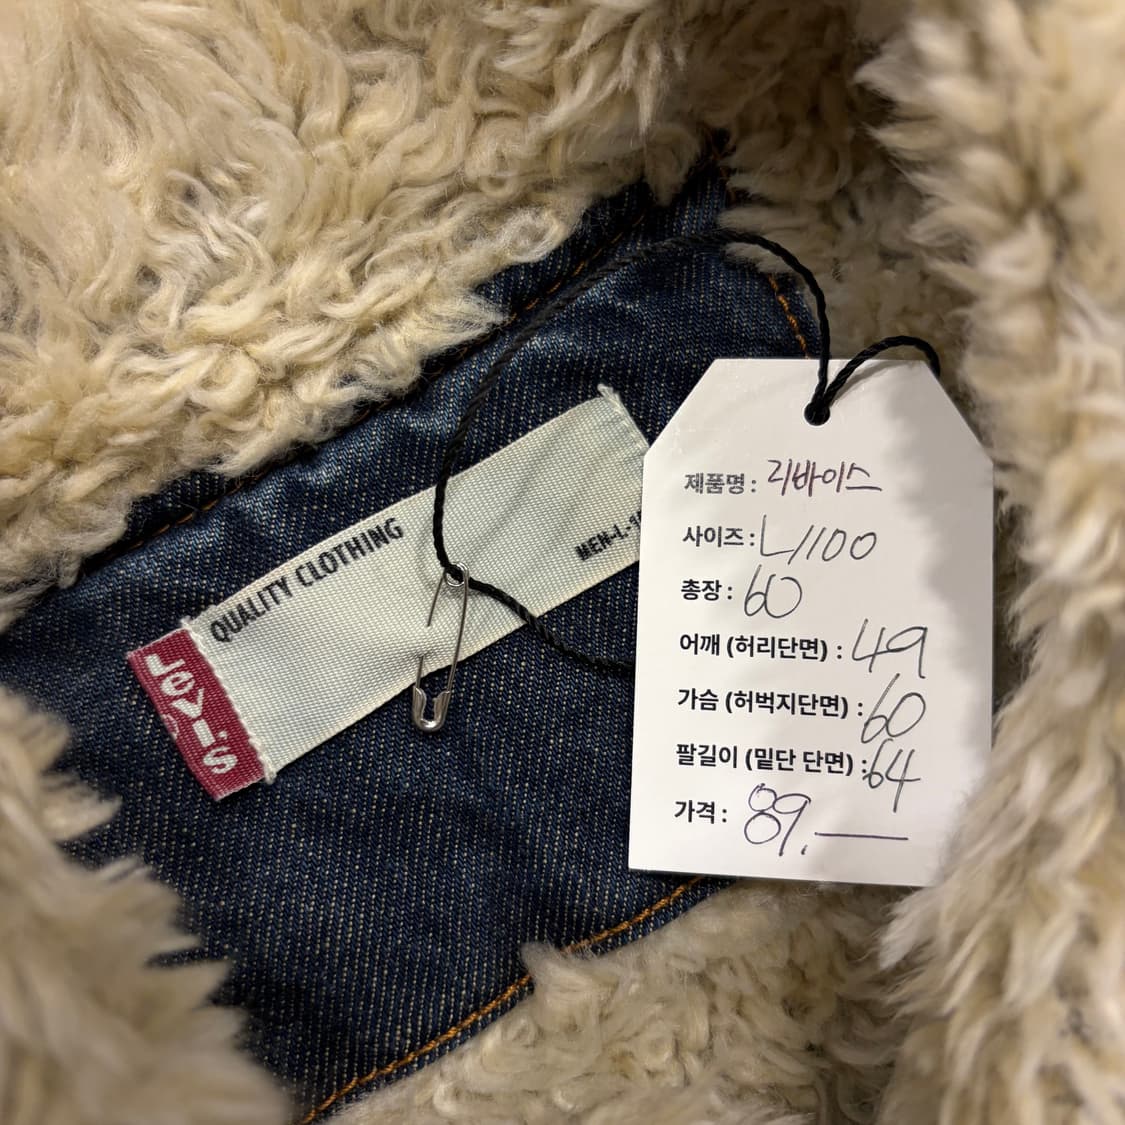 QUALITY CLOTHING
MEN-L-
Levi's
제품명 : 리바이스
사이즈 : L/100
총장 : 60
어깨 (허리단면) : 49
가슴 (허벅지단면) : 60
팔길이 (밑단 단면) : 64
가격 : 89.—